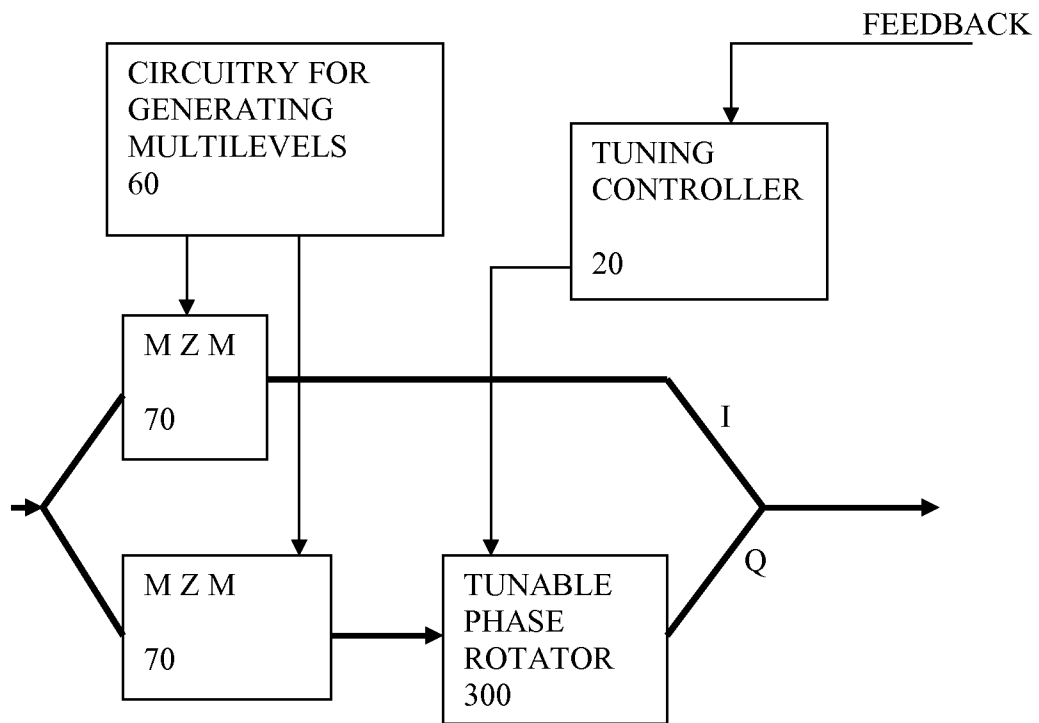 FEEDBACK
CIRCUITRY FOR
GENERATING
MULTILEVELS
60
TUNING
CONTROLLER
20
M Z M
70
I
Q
M Z M
70
TUNABLE
PHASE
ROTATOR
300